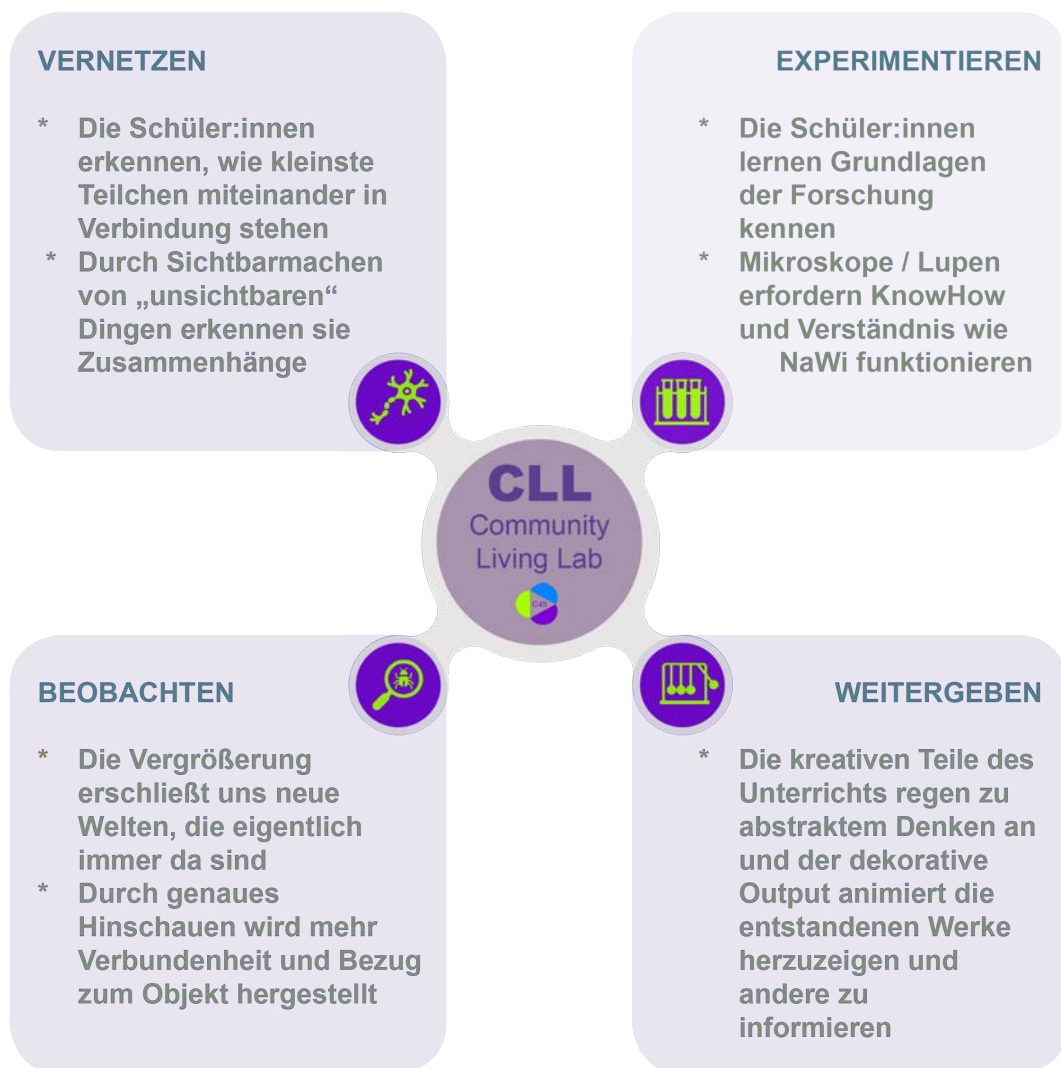 VERNETZEN
* Die Schüler:innen
erkennen, wie kleinste
Teilchen miteinander in
Verbindung stehen
* Durch Sichtbarmachen
von „unsichtbaren“
Dingen erkennen sie
Zusammenhänge
EXPERIMENTIEREN
* Die Schüler:innen
lernen Grundlagen
der Forschung
kennen
* Mikroskope / Lupen
erfordern KnowHow
und Verständnis wie
NaWi funktionieren
CLL
Community
Living Lab
BEOBACHTEN
* Die Vergrößerung
erschließt uns neue
Welten, die eigentlich
immer da sind
* Durch genaues
Hinschauen wird mehr
Verbundenheit und Bezug
zum Objekt hergestellt
WEITERGEBEN
* Die kreativen Teile des
Unterrichts regen zu
abstraktem Denken an
und der dekorative
Output animiert die
entstandenen Werke
herzuzeigen und
andere zu
informieren